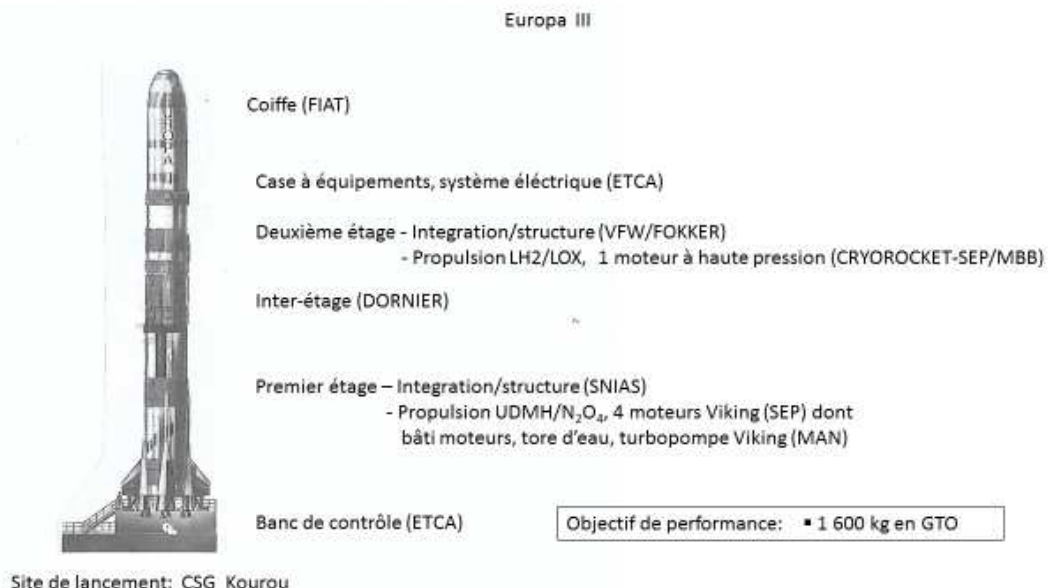 Europa III
Coiffe (FIAT)
Case à équipements, système éléctrique (ETCA)
Deuxième étage - Integration/structure (VFW/FOKKER)
- Propulsion LH2/LOX, 1 moteur à haute pression (CRYOROCKET-SEP/MBB)
Inter-étage (DORNIER)
Premier étage – Integration/structure (SNIAS)
- Propulsion UDMH/N₂O₄, 4 moteurs Viking (SEP) dont
bâti moteurs, tore d'eau, turbopompe Viking (MAN)
Banc de contrôle (ETCA)
Objectif de performance: ▪ 1 600 kg en GTO
Site de lancement: CSG Kourou